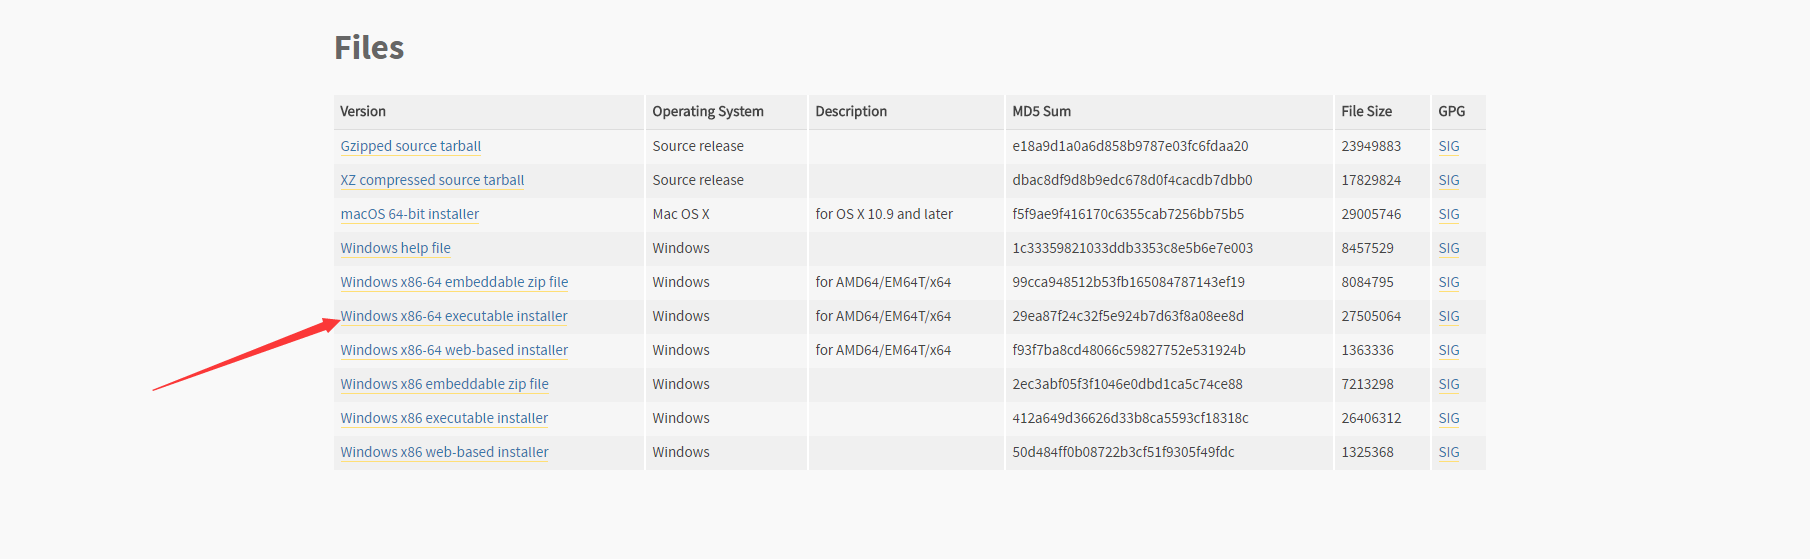 Files
Version Operating System Description MD5 Sum File Size GPG
Gzipped source tarball Source release e18a9d1a0a6d858b9787e03fc6fdaa20 23949883 SIG
XZ compressed source tarball Source release dbac8df9d8b9edc678d0f4cacdb7dbb0 17829824 SIG
macOS 64-bit installer Mac OS X for OS X 10.9 and later f5f9ae9f416170c6355cab7256bb75b5 29005746 SIG
Windows help file Windows 1c33359821033ddb3353c8e5b6e7e003 8457529 SIG
Windows x86-64 embeddable zip file Windows for AMD64/EM64T/x64 99cca948512b53fb165084787143ef19 8084795 SIG
Windows x86-64 executable installer Windows for AMD64/EM64T/x64 29ea87f24c32f5e924b7d63f8a08ee8d 27505064 SIG
Windows x86-64 web-based installer Windows for AMD64/EM64T/x64 f93f7ba8cd48066c59827752e531924b 1363336 SIG
Windows x86 embeddable zip file Windows 2ec3abf05f3f1046e0dbd1ca5c74ce88 7213298 SIG
Windows x86 executable installer Windows 412a649d36626d33b8ca5593cf18318c 26406312 SIG
Windows x86 web-based installer Windows 50d484ff0b08722b3cf51f9305f49fdc 1325368 SIG